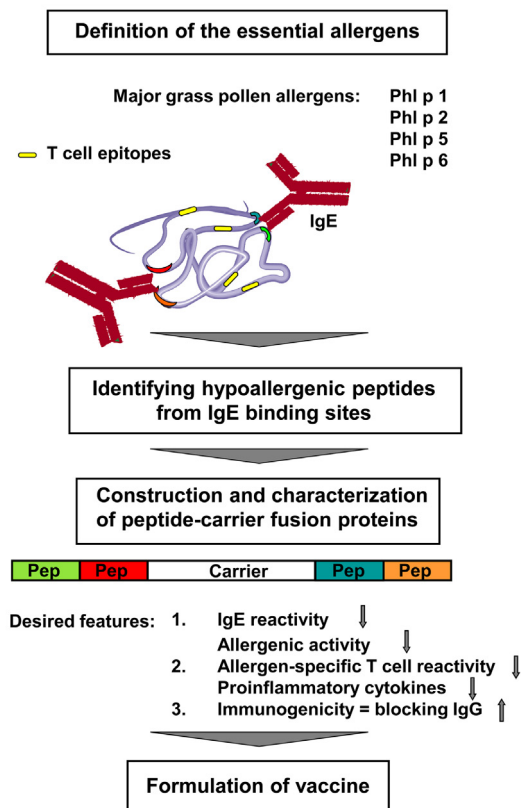 Definition of the essential allergens
Major grass pollen allergens: Phl p 1
Phl p 2
Phl p 5
Phl p 6
T cell epitopes
IgE
Identifying hypoallergenic peptides
from IgE binding sites
Construction and characterization
of peptide-carrier fusion proteins
Pep Pep Carrier Pep Pep
Desired features: 1. IgE reactivity ↓
Allergenic activity ↓
2. Allergen-specific T cell reactivity ↓
Proinflammatory cytokines ↓
3. Immunogenicity = blocking IgG ↑
Formulation of vaccine